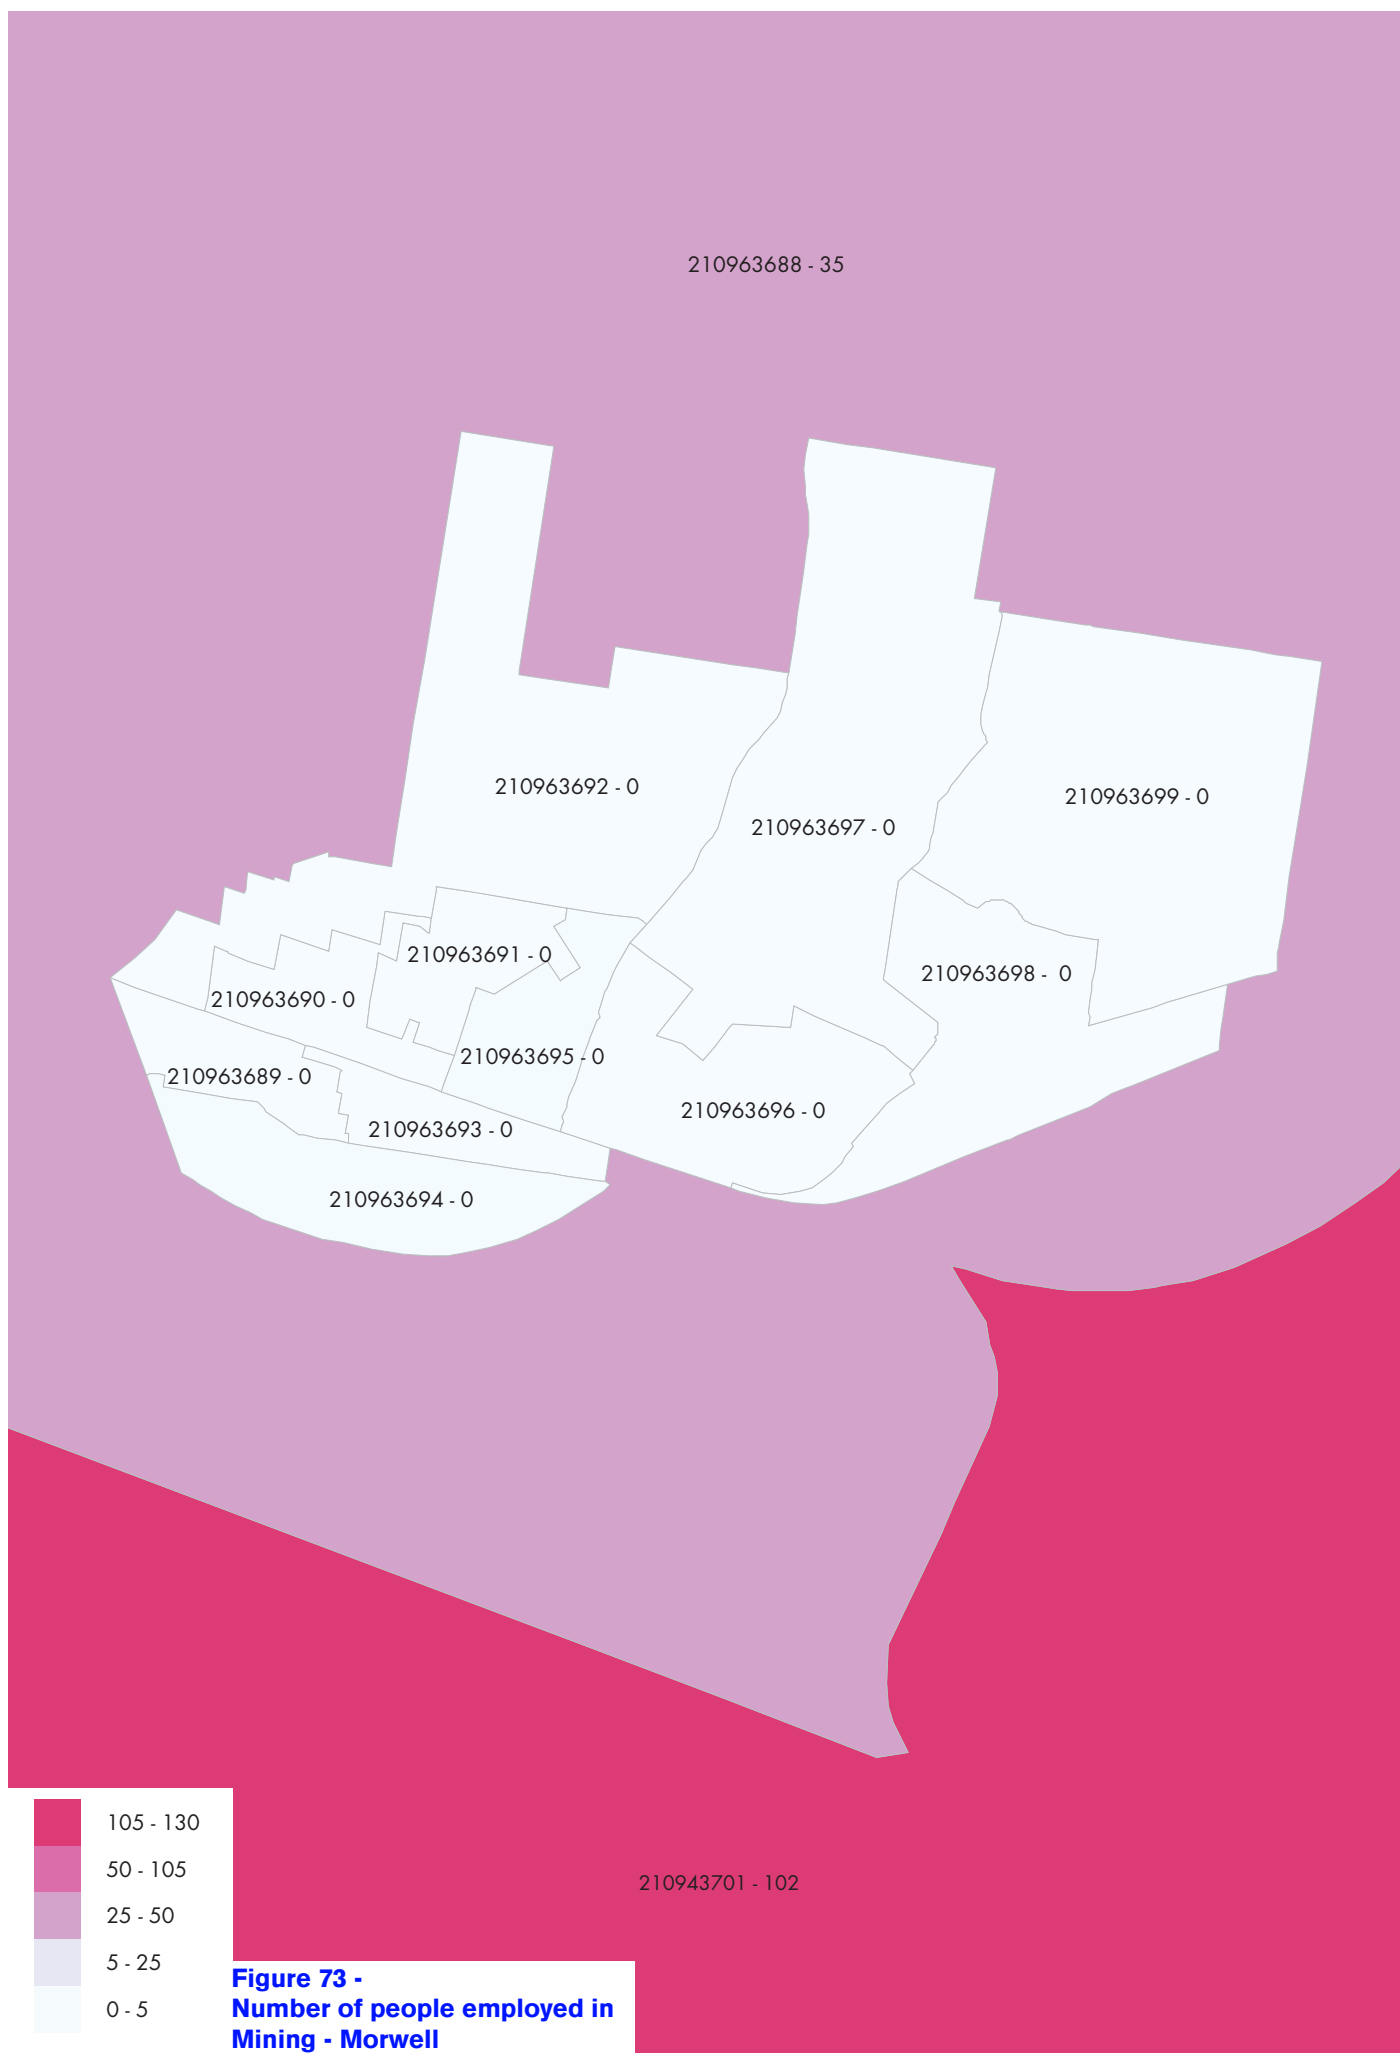 210963688 - 35
210963692 - 0
210963699 - 0
210963697 - 0
210963691 - 0
210963698 - 0
210963690 - 0
210963695 - 0
210963689 - 0
210963696 - 0
210963693 - 0
210963694 - 0
105 - 130
50 - 105
210943701 - 102
25 - 50
5 - 25
0 - 5
Figure 73 -
Number of people employed in
Mining - Morwell